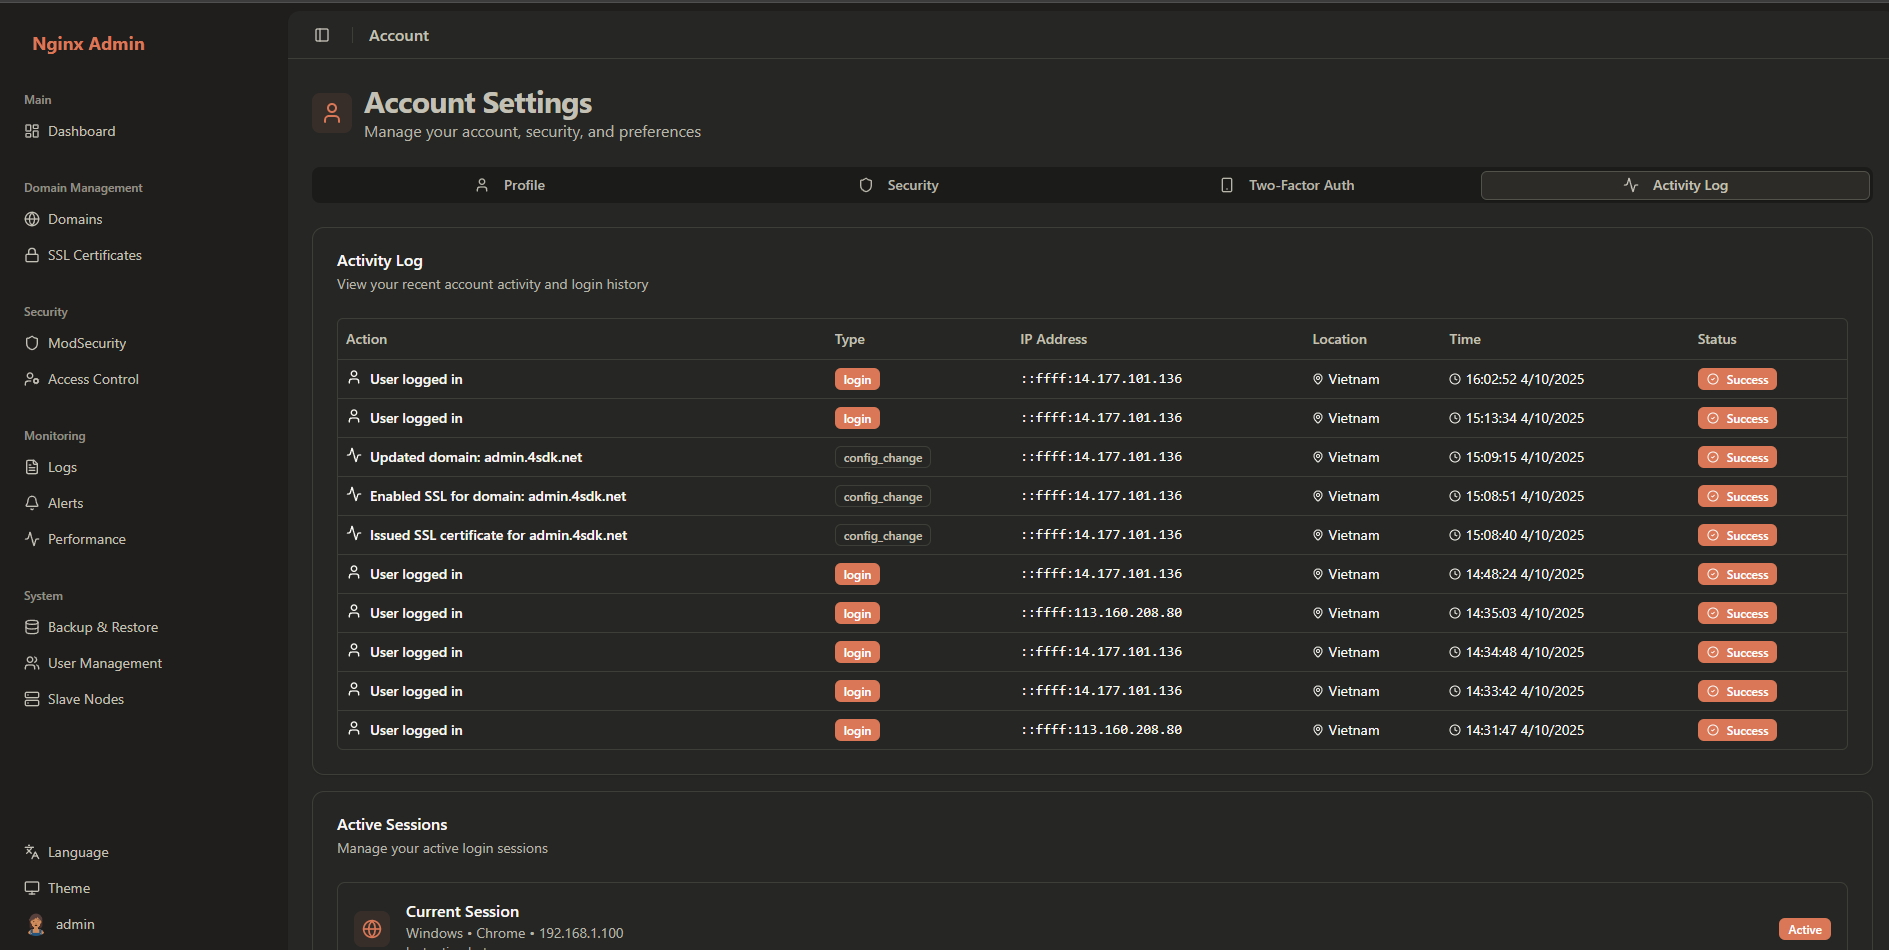 Nginx Admin
Main
Dashboard
Domain Management
Domains
SSL Certificates
Security
ModSecurity
Access Control
Monitoring
Logs
Alerts
Performance
System
Backup & Restore
User Management
Slave Nodes
Language
Theme
admin
Account
Account Settings
Manage your account, security, and preferences
Profile Security Two-Factor Auth Activity Log
Activity Log
View your recent account activity and login history
Action Type IP Address Location Time Status
User logged in login ::ffff:14.177.101.136 Vietnam 16:02:52 4/10/2025 Success
User logged in login ::ffff:14.177.101.136 Vietnam 15:13:34 4/10/2025 Success
Updated domain: admin.4sdk.net config_change ::ffff:14.177.101.136 Vietnam 15:09:15 4/10/2025 Success
Enabled SSL for domain: admin.4sdk.net config_change ::ffff:14.177.101.136 Vietnam 15:08:51 4/10/2025 Success
Issued SSL certificate for admin.4sdk.net config_change ::ffff:14.177.101.136 Vietnam 15:08:40 4/10/2025 Success
User logged in login ::ffff:14.177.101.136 Vietnam 14:48:24 4/10/2025 Success
User logged in login ::ffff:113.160.208.80 Vietnam 14:35:03 4/10/2025 Success
User logged in login ::ffff:14.177.101.136 Vietnam 14:34:48 4/10/2025 Success
User logged in login ::ffff:14.177.101.136 Vietnam 14:33:42 4/10/2025 Success
User logged in login ::ffff:113.160.208.80 Vietnam 14:31:47 4/10/2025 Success
Active Sessions
Manage your active login sessions
Current Session
Windows • Chrome • 192.168.1.100
Active